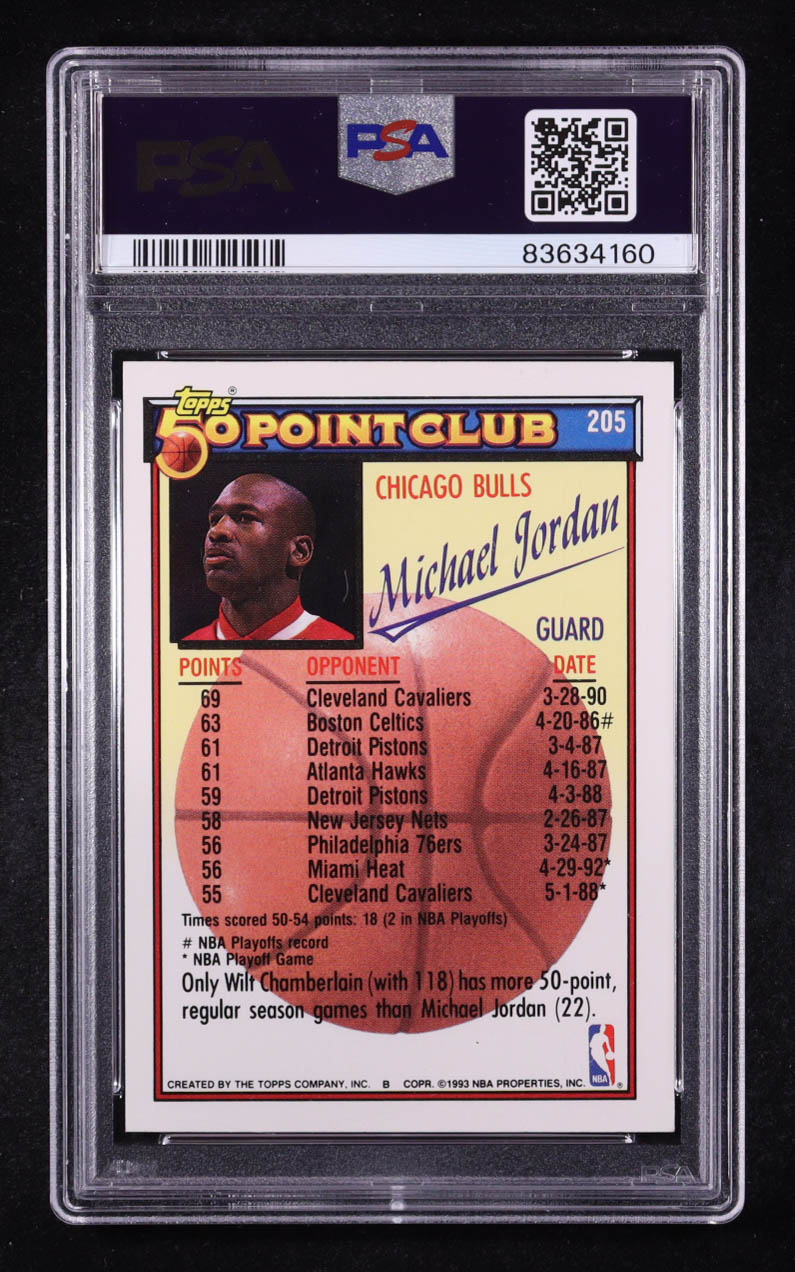 PSA
PSA
83634160
Topps ®
50 POINT CLUB 205
CHICAGO BULLS
Michael Jordan
GUARD
POINTS OPPONENT DATE
69 Cleveland Cavaliers 3-28-90
63 Boston Celtics 4-20-86#
61 Detroit Pistons 3-4-87
61 Atlanta Hawks 4-16-87
59 Detroit Pistons 4-3-88
58 New Jersey Nets 2-26-87
56 Philadelphia 76ers 3-24-87
56 Miami Heat 4-29-92*
55 Cleveland Cavaliers 5-1-88*
Times scored 50-54 points: 18 (2 in NBA Playoffs)
# NBA Playoffs record
* NBA Playoff Game
Only Wilt Chamberlain (with 118) has more 50-point,
regular season games than Michael Jordan (22).
NBA ®
CREATED BY THE TOPPS COMPANY, INC. B COPR. ©1993 NBA PROPERTIES, INC.
PSA